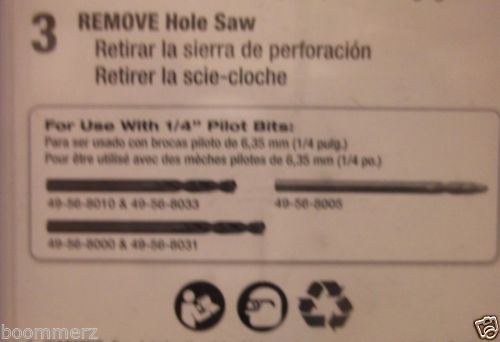 3 REMOVE Hole Saw
Retirar la sierra de perforación
Retirer la scie-cloche
For Use With 1/4" Pilot Bits:
Para ser usado con brocas piloto de 6,35 mm (1/4 pulg.)
Pour être utilisé avec des mèches pilotes de 6,35 mm (1/4 po.)
49-56-8010 & 49-56-8033 49-56-8005
49-56-8000 & 49-56-8031
boommerz